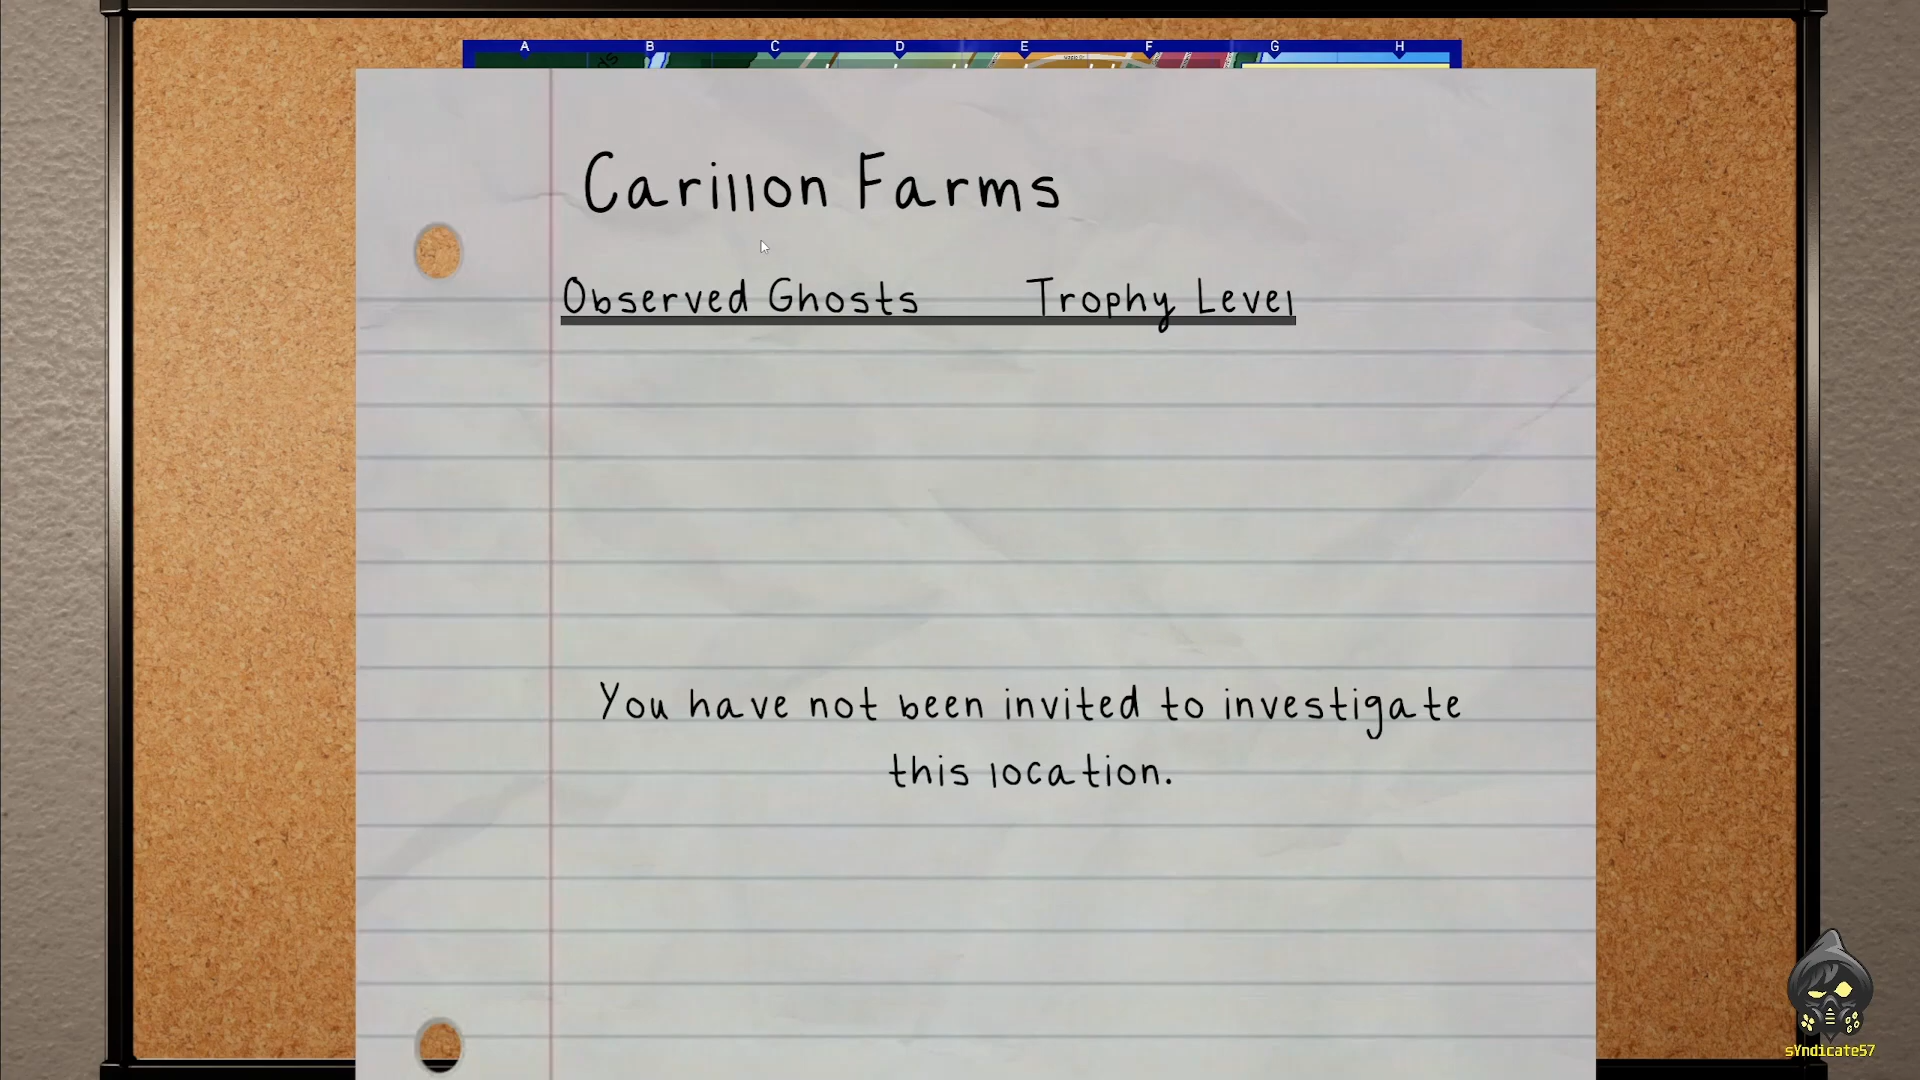 A B C D E F G H
Carillon Farms
Observed Ghosts Trophy Level
You have not been invited to investigate
this location.
sYndicate57